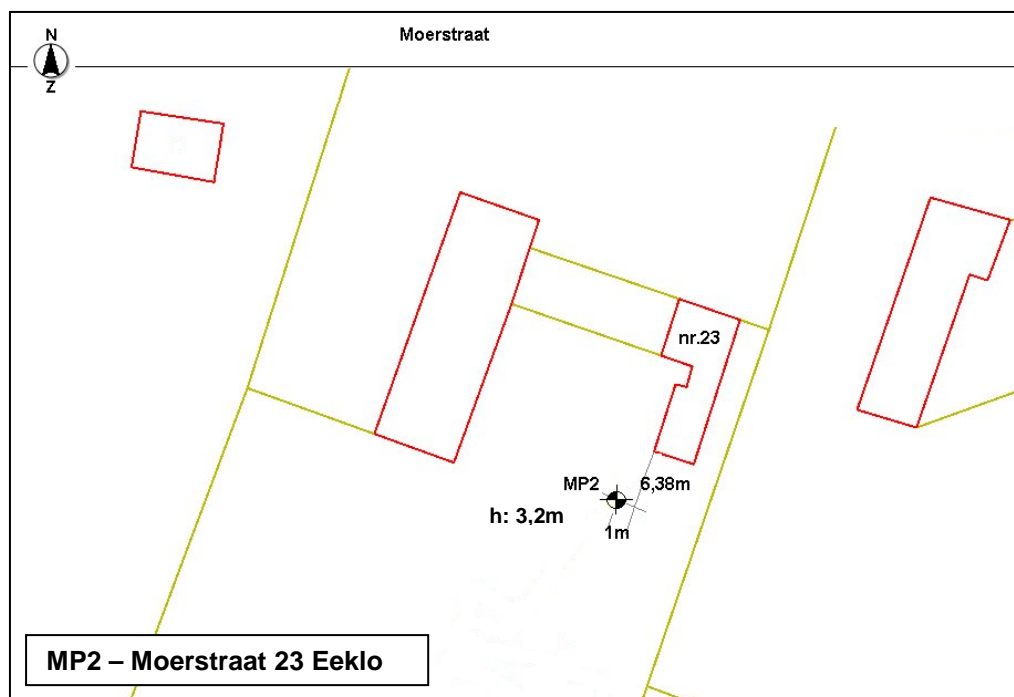 Moerstraat
N
Z
nr.23
MP2 6,38m
h: 3,2m
1m
MP2 – Moerstraat 23 Eeklo